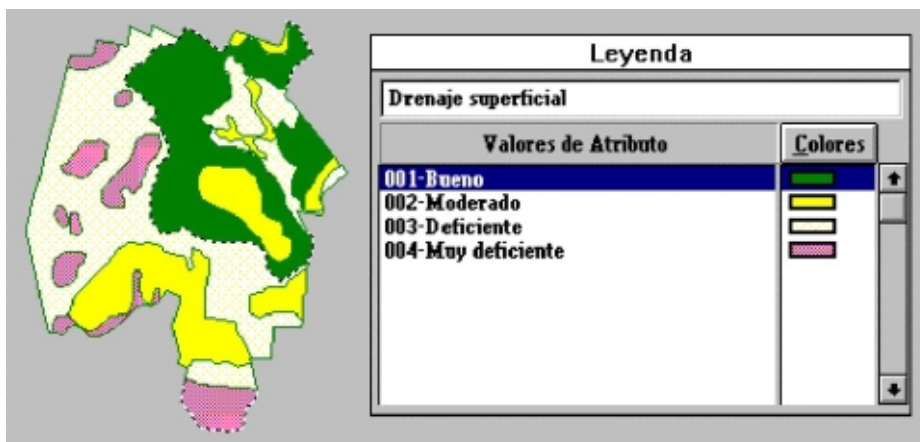 Leyenda
Drenaje superficial
Valores de Atributo Colores
001-Bueno
002-Moderado
003-Deficiente
004-Muy deficiente